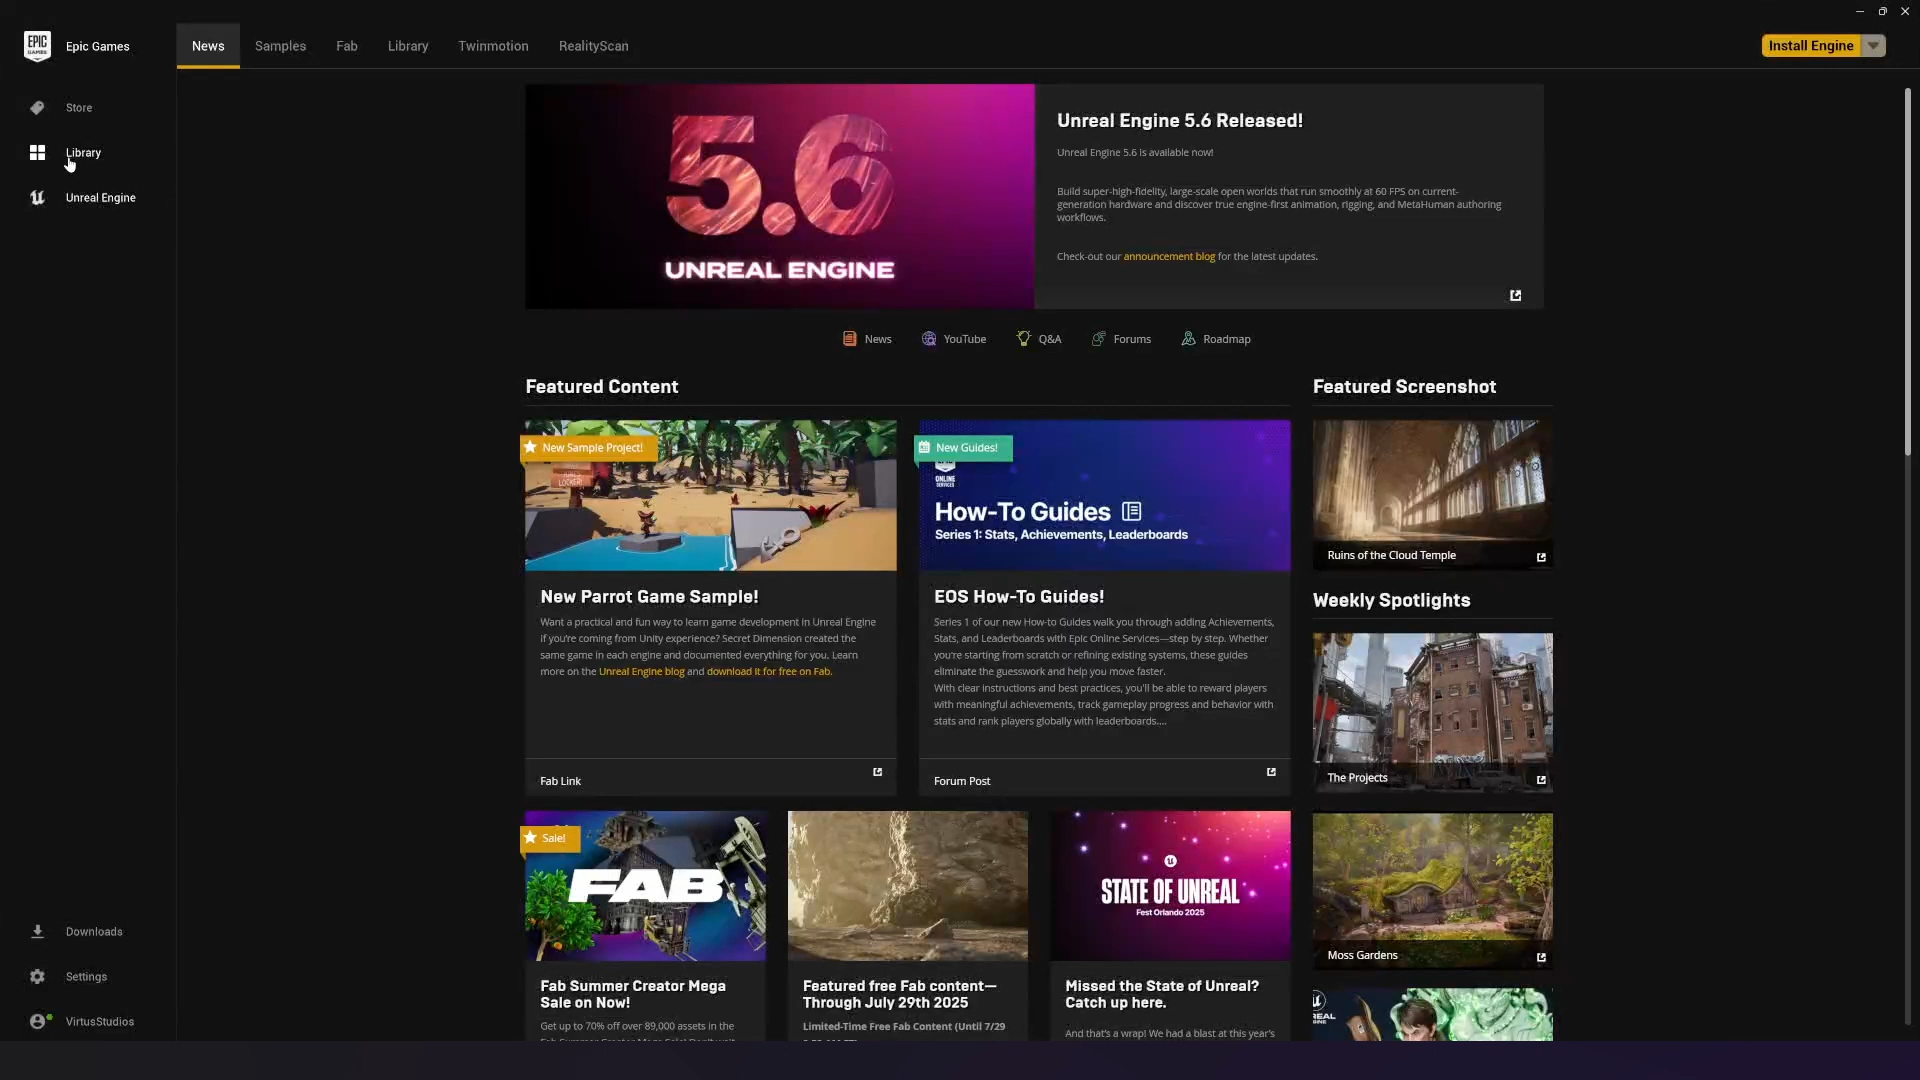 EPIC GAMES
Epic Games
News
Samples
Fab
Library
Twinmotion
RealityScan
Install Engine
Store
Library
Unreal Engine
5.6
UNREAL ENGINE
Unreal Engine 5.6 Released!
Unreal Engine 5.6 is available now!
Build super-high-fidelity, large-scale open worlds that run smoothly at 60 FPS on current-
generation hardware and discover true engine-first animation, rigging, and MetaHuman authoring
workflows.
Check-out our announcement blog for the latest updates.
News
YouTube
Q&A
Forums
Roadmap
Featured Content
New Sample Project!
LOCKER!
New Parrot Game Sample!
Want a practical and fun way to learn game development in Unreal Engine
if you're coming from Unity experience? Secret Dimension created the
same game in each engine and documented everything for you. Learn
more on the Unreal Engine blog and download it for free on Fab.
Fab Link
New Guides!
ONLINE
SERVICES
How-To Guides
Series 1: Stats, Achievements, Leaderboards
EOS How-To Guides!
Series 1 of our new How-to Guides walk you through adding Achievements,
Stats, and Leaderboards with Epic Online Services—step by step. Whether
you're starting from scratch or refining existing systems, these guides
eliminate the guesswork and help you move faster.
With clear instructions and best practices, you'll be able to reward players
with meaningful achievements, track gameplay progress and behavior with
stats and rank players globally with leaderboards....
Forum Post
Featured Screenshot
Ruins of the Cloud Temple
Weekly Spotlights
The Projects
Moss Gardens
Sale!
FAB
Fab Summer Creator Mega
Sale on Now!
Get up to 70% off over 89,000 assets in the
Featured free Fab content—
Through July 29th 2025
Limited-Time Free Fab Content (Until 7/29
STATE OF UNREAL
Fest Orlando 2025
Missed the State of Unreal?
Catch up here.
And that's a wrap! We had a blast at this year's
Downloads
Settings
VirtusStudios